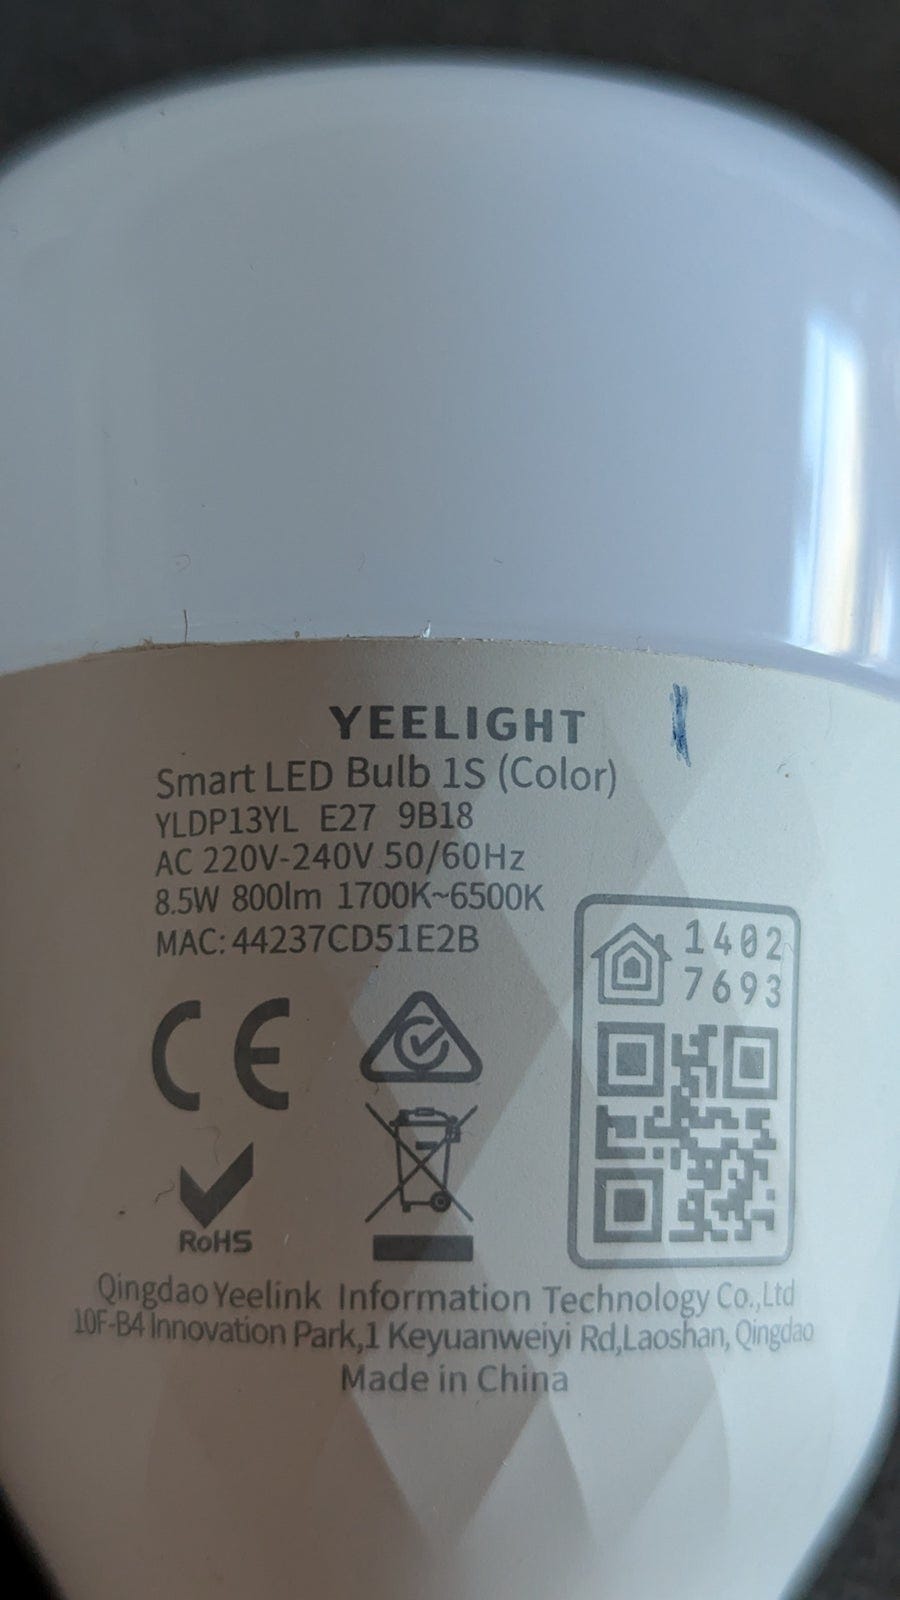 YEELIGHT
Smart LED Bulb 1S (Color)
YLDP13YL E27 9B18
AC 220V-240V 50/60Hz
8.5W 800lm 1700K~6500K
MAC: 44237CD51E2B
1402
7693
CE
RoHS
Qingdao Yeelink Information Technology Co.,Ltd
10F-B4 Innovation Park,1 Keyuanweiyi Rd,Laoshan, Qingdao
Made in China